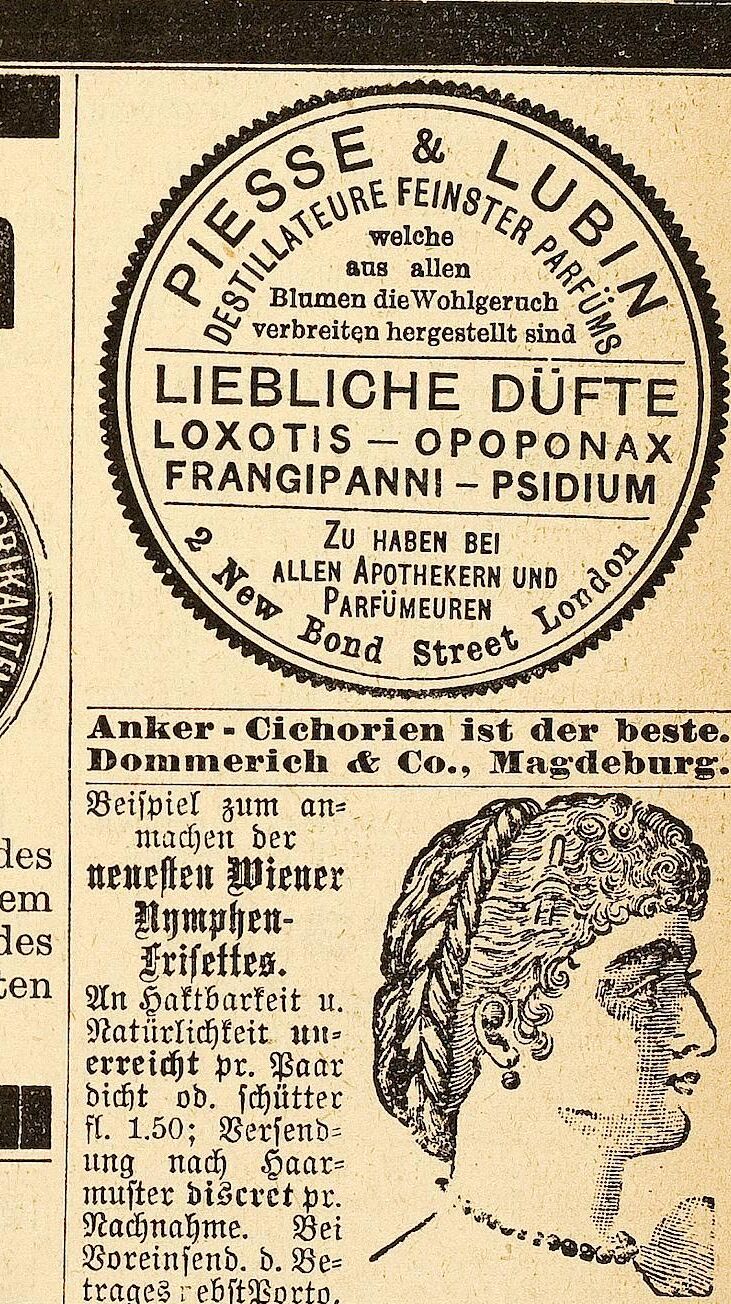 PIESSE & LUBIN
DESTILLATEURE FEINSTER PARFÜMS
welche
aus allen
Blumen die Wohlgeruch
verbreiten hergestellt sind
LIEBLICHE DÜFTE
LOXOTIS — OPOPONAX
FRANGIPANNI — PSIDIUM
ZU HABEN BEI
ALLEN APOTHEKERN UND
PARFÜMEUREN
2 New Bond Street London
Anker - Cichorien ist der beste.
Dommerich & Co., Magdeburg.
Beiſpiel zum an-
machen der
neueſten Wiener
Nymphen-
Friſettes.
An Haktbarkeit u.
Natürlichkeit un-
erreicht pr. Paar
dicht od. ſchütter
fl. 1.50; Verſend-
ung nach Haar-
muſter discret pr.
Nachnahme. Bei
Voreinſend. d. Be-
trages ebſt Porto.
des
em
des
ten